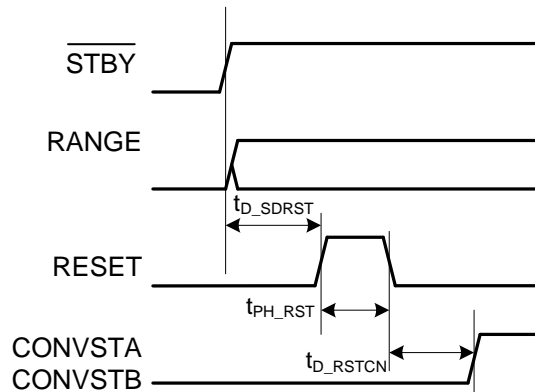 STBY
RANGE
tD_SDRST
RESET
tPH_RST
CONVSTA
CONVSTB
tD_RSTCN